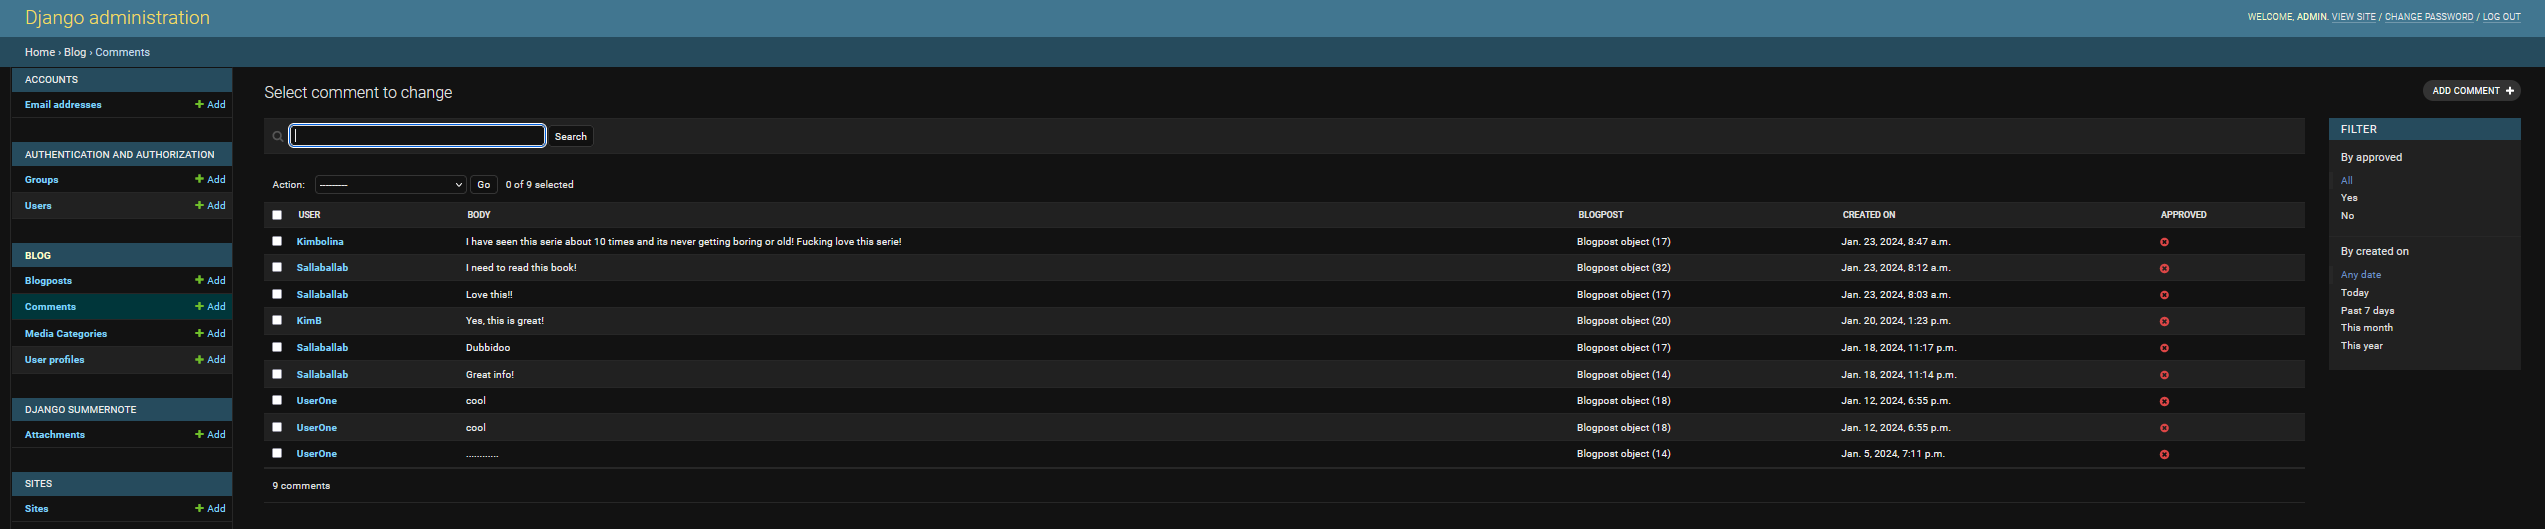 Django administration
WELCOME, ADMIN. VIEW SITE / CHANGE PASSWORD / LOG OUT
Home › Blog › Comments
ACCOUNTS
Email addresses + Add
AUTHENTICATION AND AUTHORIZATION
Groups + Add
Users + Add
BLOG
Blogposts + Add
Comments + Add
Media Categories + Add
User profiles + Add
DJANGO SUMMERNOTE
Attachments + Add
SITES
Sites + Add
Select comment to change
ADD COMMENT +
Search
Action: --------- Go 0 of 9 selected
USER BODY BLOGPOST CREATED ON APPROVED
Kimbolina I have seen this serie about 10 times and its never getting boring or old! Fucking love this serie! Blogpost object (17) Jan. 23, 2024, 8:47 a.m.
Sallaballab I need to read this book! Blogpost object (32) Jan. 23, 2024, 8:12 a.m.
Sallaballab Love this!! Blogpost object (17) Jan. 23, 2024, 8:03 a.m.
KimB Yes, this is great! Blogpost object (20) Jan. 20, 2024, 1:23 p.m.
Sallaballab Dubbidoo Blogpost object (17) Jan. 18, 2024, 11:17 p.m.
Sallaballab Great info! Blogpost object (14) Jan. 18, 2024, 11:14 p.m.
UserOne cool Blogpost object (18) Jan. 12, 2024, 6:55 p.m.
UserOne cool Blogpost object (18) Jan. 12, 2024, 6:55 p.m.
UserOne ............ Blogpost object (14) Jan. 5, 2024, 7:11 p.m.
9 comments
FILTER
By approved
All
Yes
No
By created on
Any date
Today
Past 7 days
This month
This year